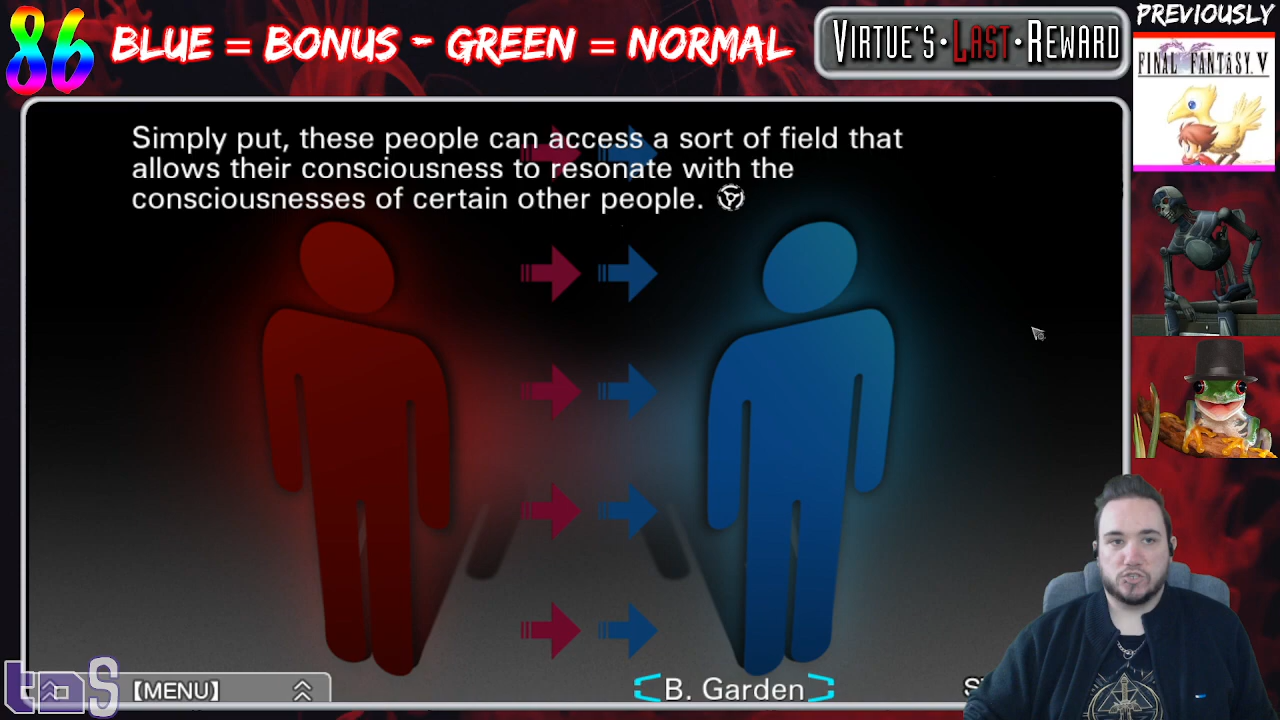 86 BLUE = BONUS - GREEN = NORMAL
VIRTUE'S·LAST·REWARD
PREVIOUSLY
FINAL FANTASY. V
Simply put, these people can access a sort of field that
allows their consciousness to resonate with the
consciousnesses of certain other people.
【MENU】
B. Garden